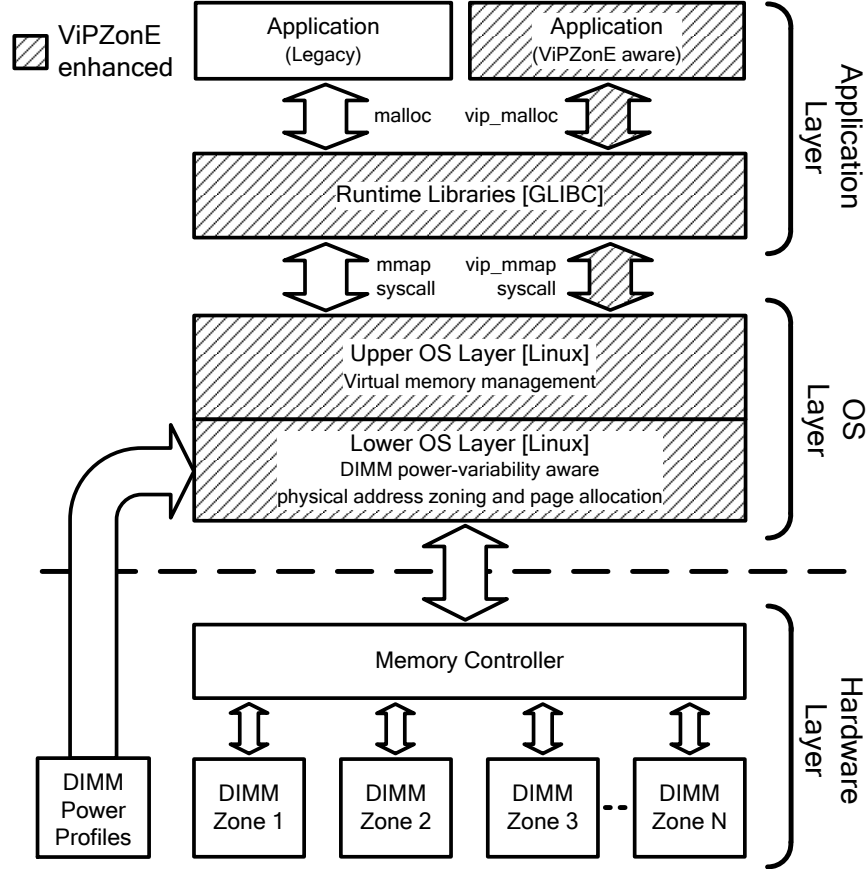 ViPZonE
enhanced
Application
(Legacy)
Application
(ViPZonE aware)
malloc
vip_malloc
Runtime Libraries [GLIBC]
Application
Layer
mmap
syscall
vip_mmap
syscall
Upper OS Layer [Linux]
Virtual memory management
Lower OS Layer [Linux]
DIMM power-variability aware
physical address zoning and page allocation
OS
Layer
Memory Controller
DIMM
Power
Profiles
DIMM
Zone 1
DIMM
Zone 2
DIMM
Zone 3
DIMM
Zone N
Hardware
Layer